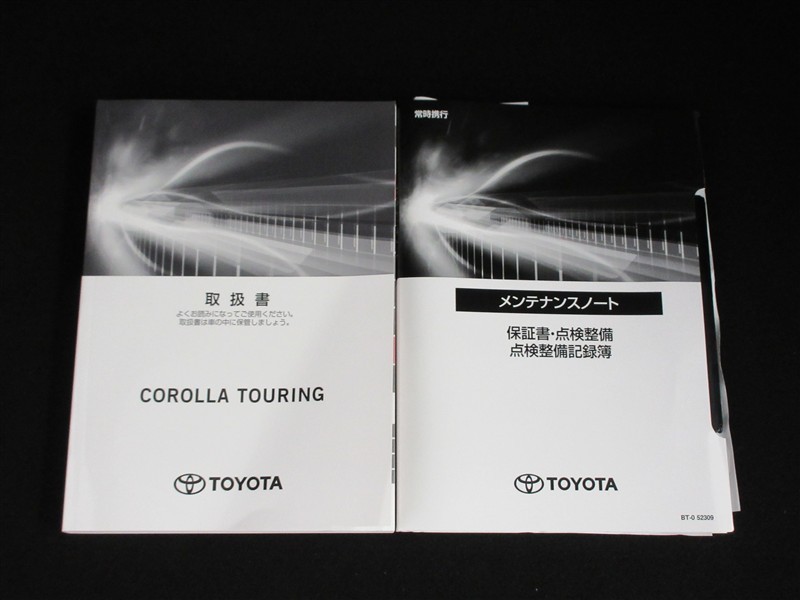 取扱書
よくお読みになってご使用ください。
取扱書は車の中に保管しましょう。
COROLLA TOURING
TOYOTA
常時携行
メンテナンスノート
保証書・点検整備
点検整備記録簿
TOYOTA
BT-0 52309